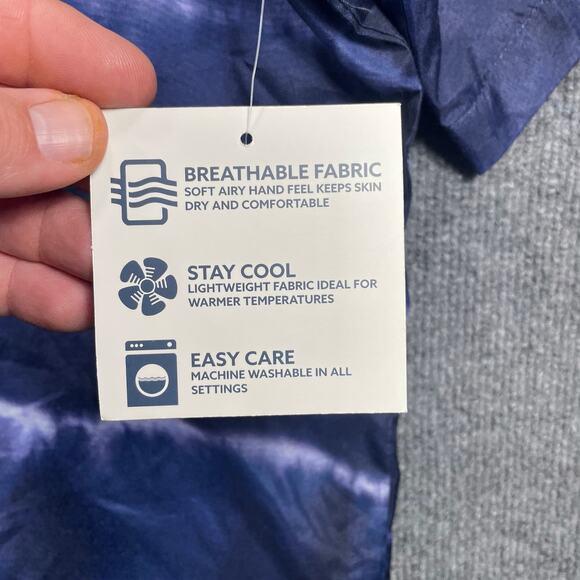 BREATHABLE FABRIC
SOFT AIRY HAND FEEL KEEPS SKIN
DRY AND COMFORTABLE
STAY COOL
LIGHTWEIGHT FABRIC IDEAL FOR
WARMER TEMPERATURES
EASY CARE
MACHINE WASHABLE IN ALL
SETTINGS